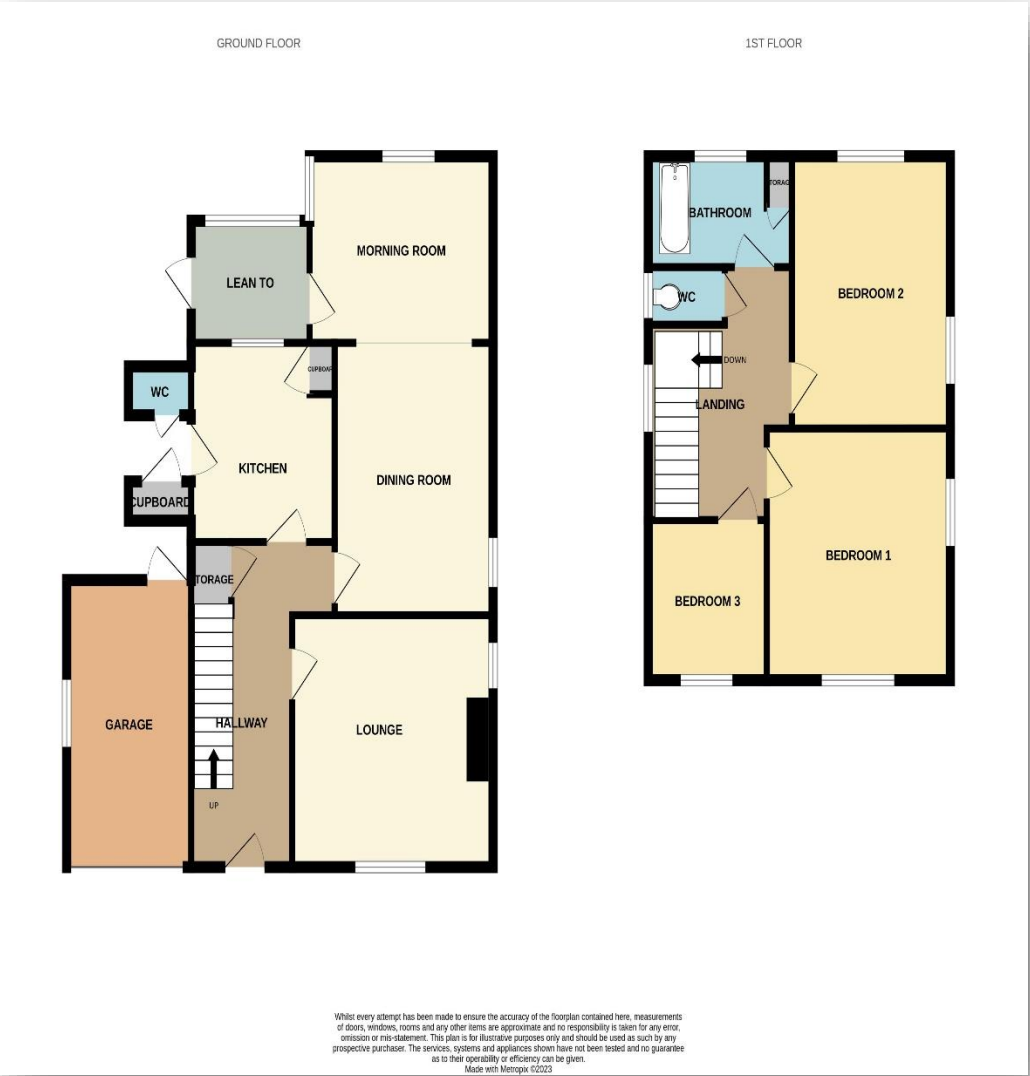 GROUND FLOOR
1ST FLOOR
MORNING ROOM
LEAN TO
CUPBOAR
WC
KITCHEN
DINING ROOM
CUPBOARD
TORAGE
GARAGE
HALLWAY
LOUNGE
UP
TORAG
BATHROOM
WC
BEDROOM 2
DOWN
LANDING
BEDROOM 1
BEDROOM 3
Whilst every attempt has been made to ensure the accuracy of the floorplan contained here, measurements
of doors, windows, rooms and any other items are approximate and no responsibility is taken for any error,
omission or mis-statement. This plan is for illustrative purposes only and should be used as such by any
prospective purchaser. The services, systems and appliances shown have not been tested and no guarantee
as to their operability or efficiency can be given.
Made with Metropix ©2023